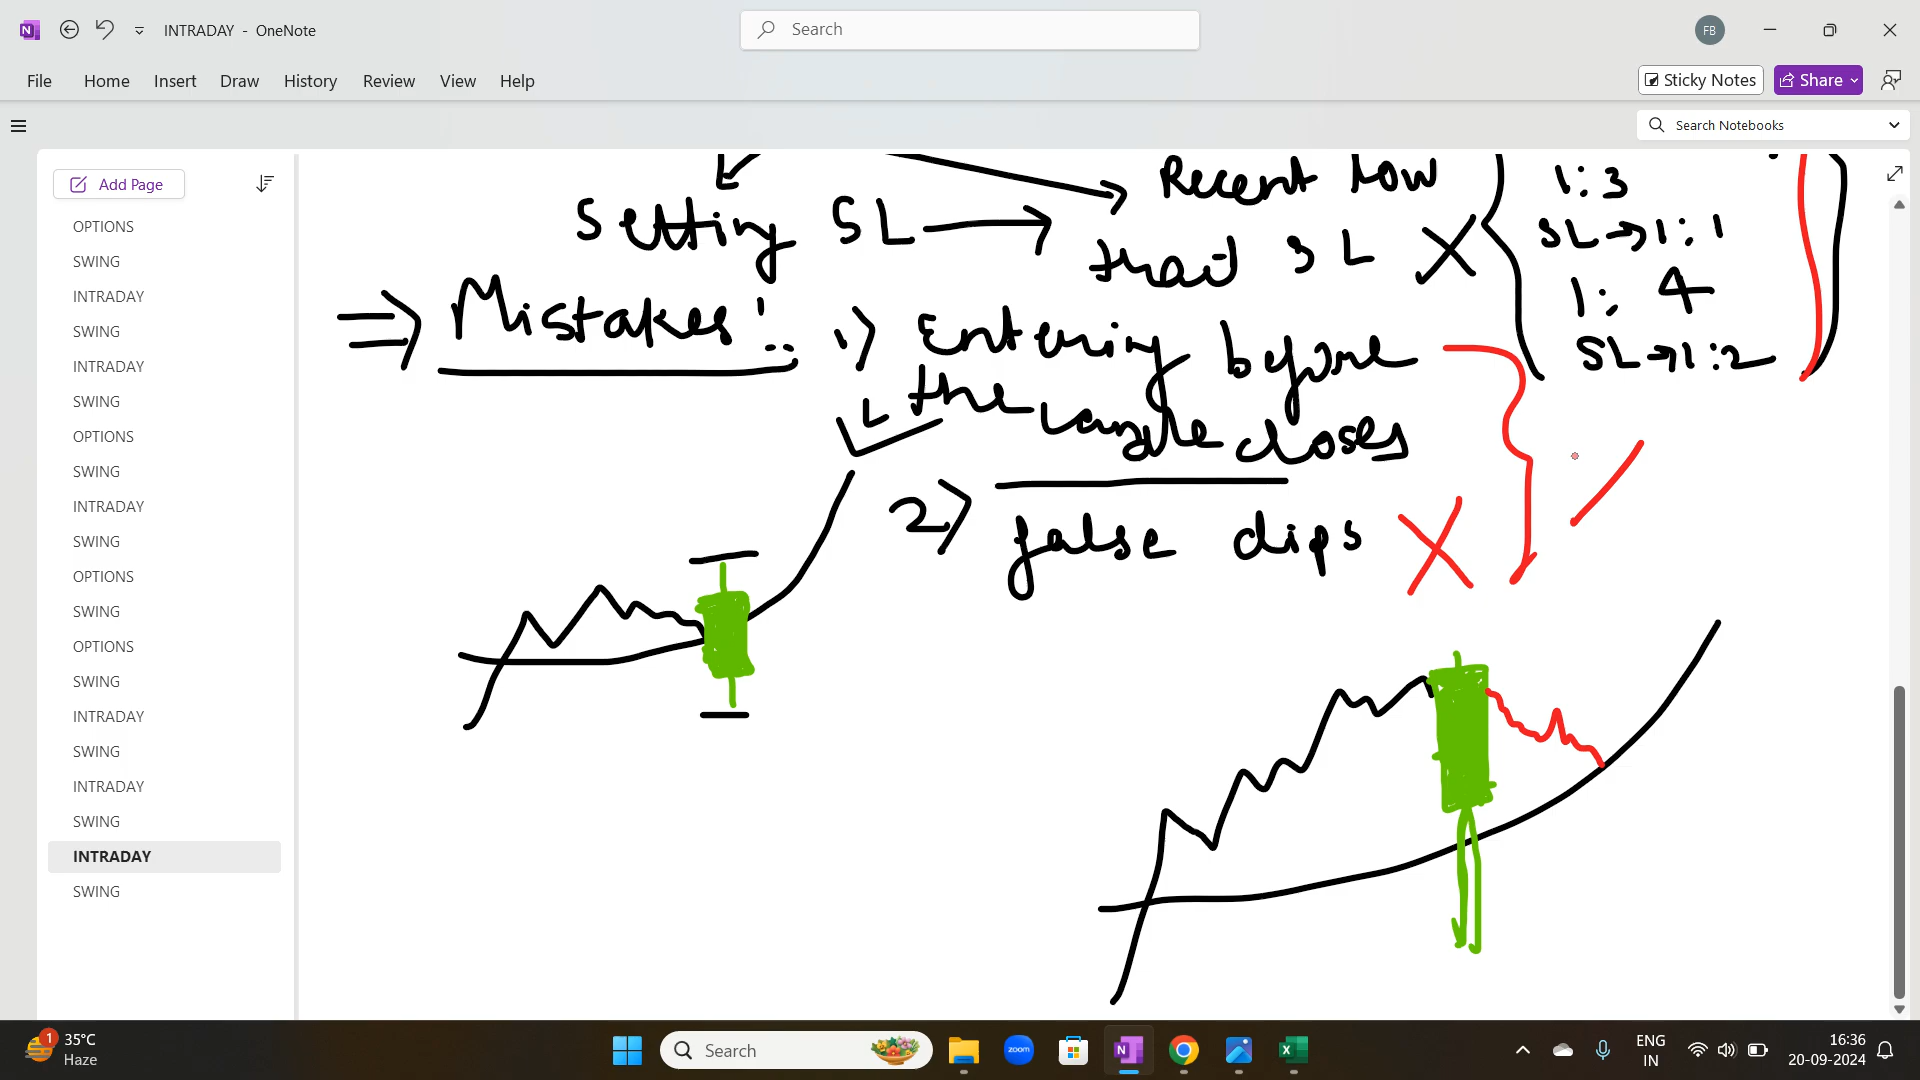 INTRADAY - OneNote
Search
FB
File Home Insert Draw History Review View Help
Sticky Notes
Share
Search Notebooks
Add Page
OPTIONS
SWING
INTRADAY
SWING
INTRADAY
SWING
OPTIONS
SWING
INTRADAY
SWING
OPTIONS
SWING
OPTIONS
SWING
INTRADAY
SWING
INTRADAY
SWING
INTRADAY
SWING
Recent Low
Setting SL
SL
1:3
SL→1:1
1:4
SL→1:2
Mistakes:
1) Entering before
the candle closes
2) false dips
1
35°C
Haze
Search
zoom
ENG
IN
16:36
20-09-2024